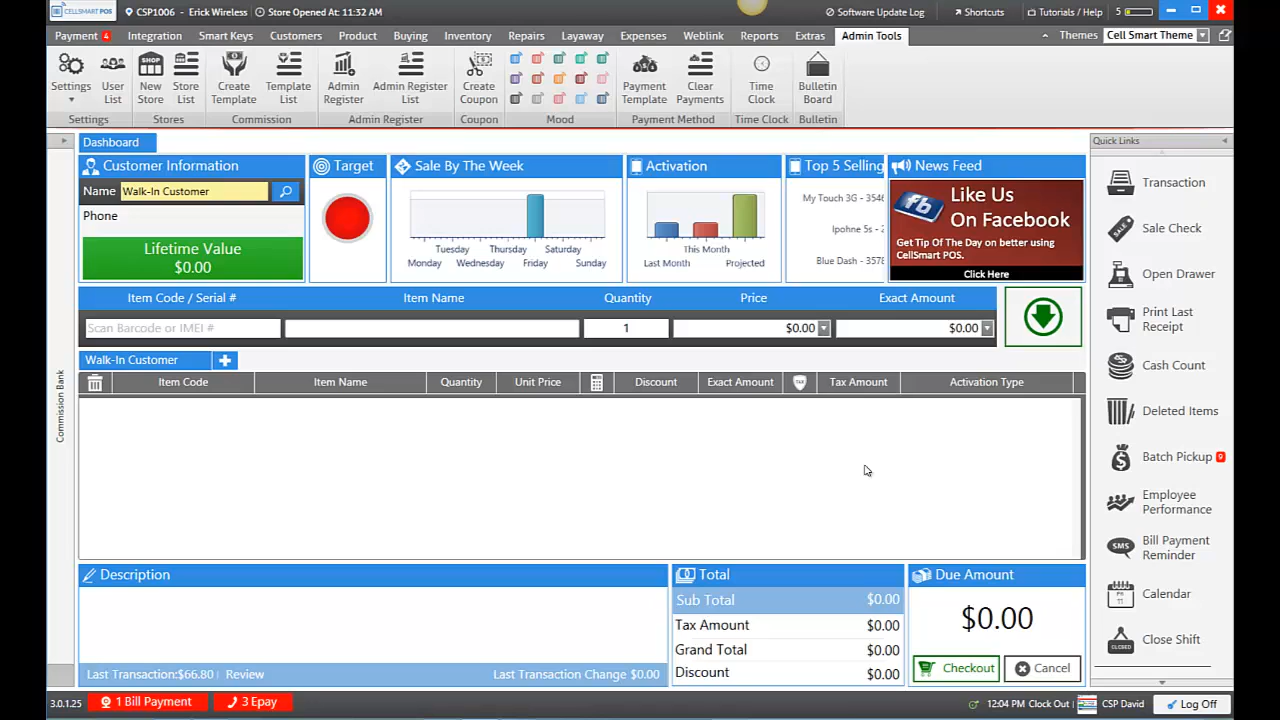 CELLSMART POS CSP1006 - Erick Wireless Store Opened At: 11:32 AM Software Update Log Shortcuts Tutorials / Help 5
Payment 4 Integration Smart Keys Customers Product Buying Inventory Repairs Layaway Expenses Weblink Reports Extras Admin Tools Themes Cell Smart Theme
Settings User List New Store Store List Create Template Template List Admin Register Admin Register List Create Coupon Payment Template Clear Payments Time Clock Bulletin Board
Settings Stores Commission Admin Register Coupon Mood Payment Method Time Clock Bulletin
Dashboard
Quick Links
Customer Information
Name Walk-In Customer
Phone
Lifetime Value
$0.00
Target
Sale By The Week
Tuesday Thursday Saturday
Monday Wednesday Friday Sunday
Activation
This Month
Last Month Projected
Top 5 Selling
My Touch 3G - 3546
Ipohne 5s - 2
Blue Dash - 3578
News Feed
fb
Like Us
On Facebook
Get Tip Of The Day on better using
CellSmart POS.
Click Here
Item Code / Serial # Item Name Quantity Price Exact Amount
Scan Barcode or IMEI # 1 $0.00 $0.00
Walk-In Customer
Item Code Item Name Quantity Unit Price Discount Exact Amount TAX Tax Amount Activation Type
Commission Bank
Description
Last Transaction:$66.80 Review Last Transaction Change $0.00
Total
Sub Total $0.00
Tax Amount $0.00
Grand Total $0.00
Discount $0.00
Due Amount
$0.00
Checkout Cancel
Transaction
Sale Check
Open Drawer
Print Last
Receipt
Cash Count
Deleted Items
Batch Pickup 9
Employee
Performance
SMS
Bill Payment
Reminder
Calendar
CLOSED
Close Shift
3.0.1.25 1 Bill Payment 3 Epay 12:04 PM Clock Out CSP David Log Off